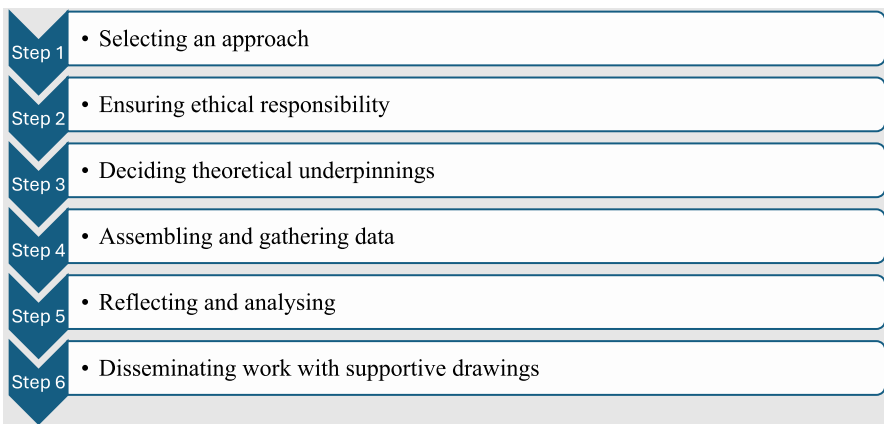 Step 1
• Selecting an approach
Step 2
• Ensuring ethical responsibility
Step 3
• Deciding theoretical underpinnings
Step 4
• Assembling and gathering data
Step 5
• Reflecting and analysing
Step 6
• Disseminating work with supportive drawings